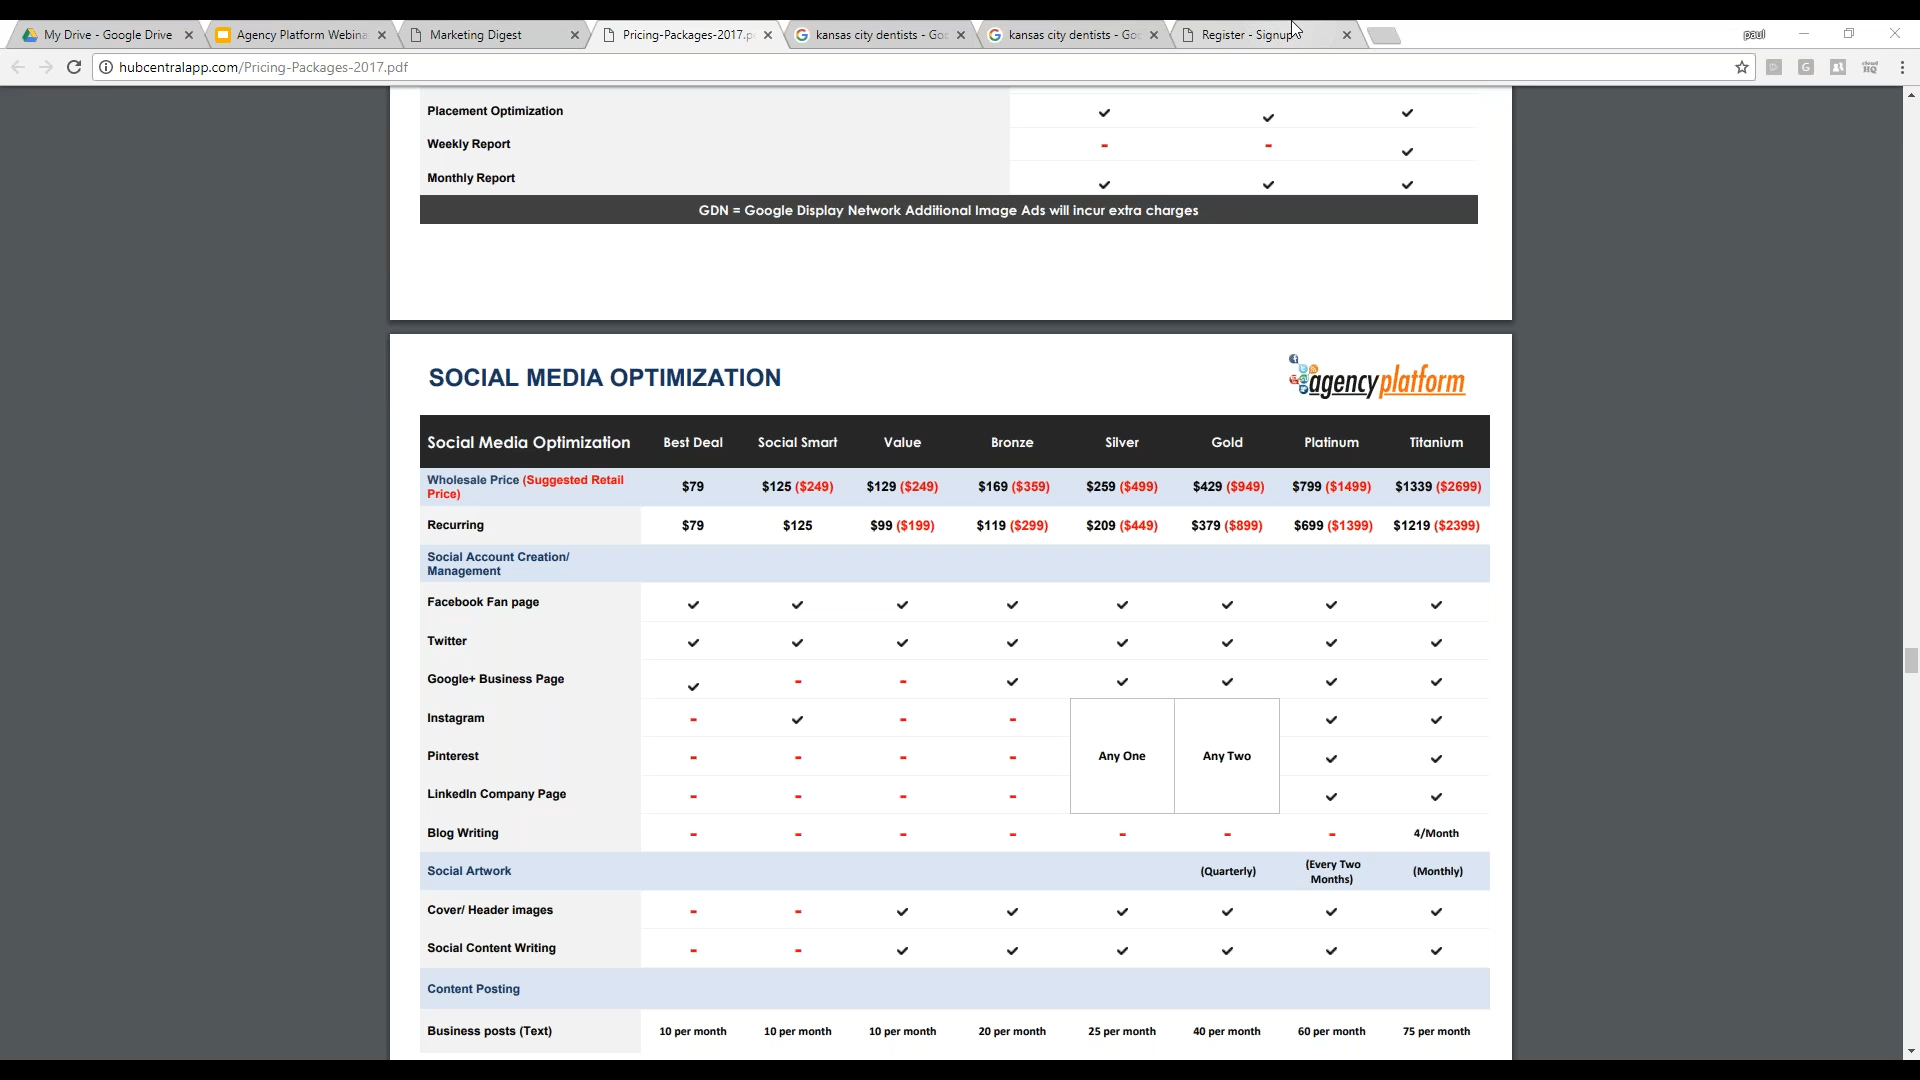 My Drive - Google Drive
Agency Platform Webina
Marketing Digest
Pricing-Packages-2017.p
kansas city dentists - Goo
kansas city dentists - Goo
Register - Signup
paul
hubcentralapp.com/Pricing-Packages-2017.pdf
Placement Optimization
Weekly Report - -
Monthly Report
GDN = Google Display Network Additional Image Ads will incur extra charges
SOCIAL MEDIA OPTIMIZATION
agencyplatform
Social Media Optimization Best Deal Social Smart Value Bronze Silver Gold Platinum Titanium
Wholesale Price (Suggested Retail
Price)
$79 $125 ($249) $129 ($249) $169 ($359) $259 ($499) $429 ($949) $799 ($1499) $1339 ($2699)
Recurring $79 $125 $99 ($199) $119 ($299) $209 ($449) $379 ($899) $699 ($1399) $1219 ($2399)
Social Account Creation/
Management
Facebook Fan page
Twitter
Google+ Business Page - -
Instagram - - -
Pinterest - - - - Any One Any Two
LinkedIn Company Page - - - -
Blog Writing - - - - - - - 4/Month
Social Artwork (Quarterly) (Every Two
Months) (Monthly)
Cover/ Header images - -
Social Content Writing - -
Content Posting
Business posts (Text) 10 per month 10 per month 10 per month 20 per month 25 per month 40 per month 60 per month 75 per month